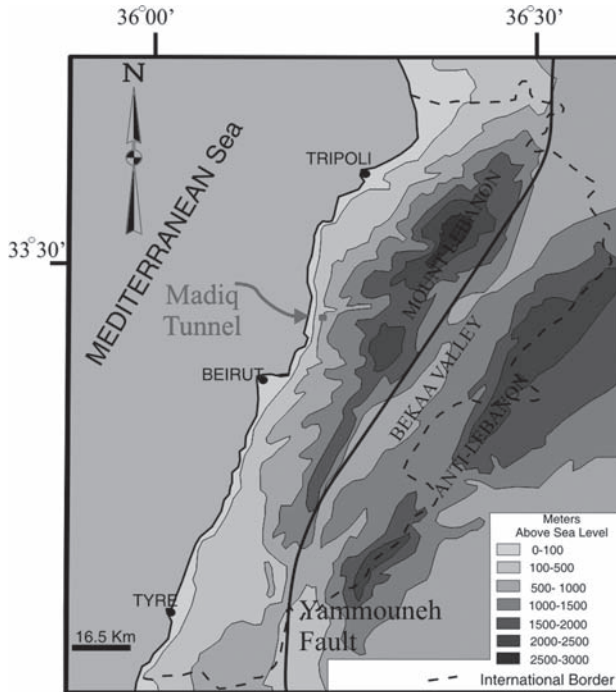 36°00'
36°30'
N
MEDITERRANEAN Sea
TRIPOLI
33°30'
MOUNT LEBANON
Madiq
Tunnel
BEIRUT
BEKAA VALLEY
ANTI-LEBANON
TYRE
16.5 Km
Yammouneh
Fault
Meters
Above Sea Level
0-100
100-500
500- 1000
1000-1500
1500-2000
2000-2500
2500-3000
International Border